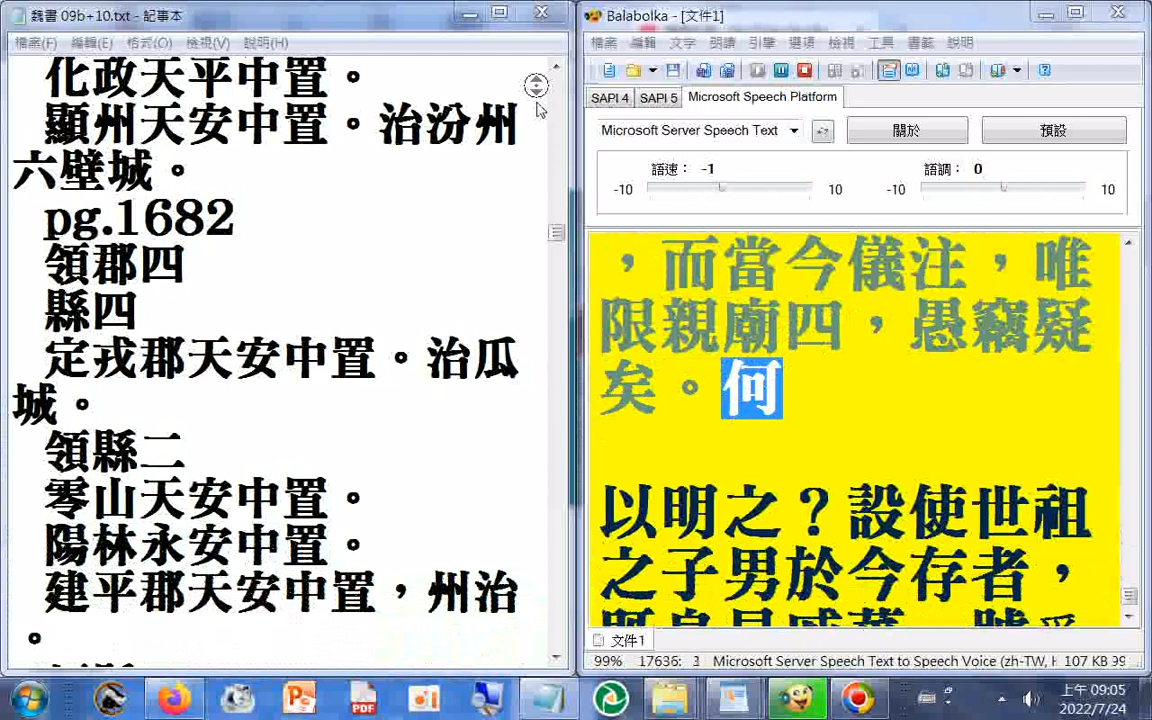 魏書 09b+10.txt - 記事本
檔案(F) 編輯(E) 格式(O) 檢視(V) 說明(H)
化政天平中置。
顯州天安中置。治汾州
六壁城。
pg.1682
領郡四
縣四
定戎郡天安中置。治瓜
城。
領縣二
零山天安中置。
陽林永安中置。
建平郡天安中置，州治
。
Balabolka - [文件1]
檔案 編輯 文字 朗讀 引擎 選項 檢視 工具 書籤 說明
SAPI 4 SAPI 5 Microsoft Speech Platform
Microsoft Server Speech Text 關於 預設
語速： -1 語調： 0
-10 10 -10 10
，而當今儀注，唯
限親廟四，愚竊疑
矣。何
以明之？設使世祖
之子男於今存者，
文件1
99% 17636: 3 Microsoft Server Speech Text to Speech Voice (zh-TW, H 107 KB 99
上午 09:05
2022/7/24